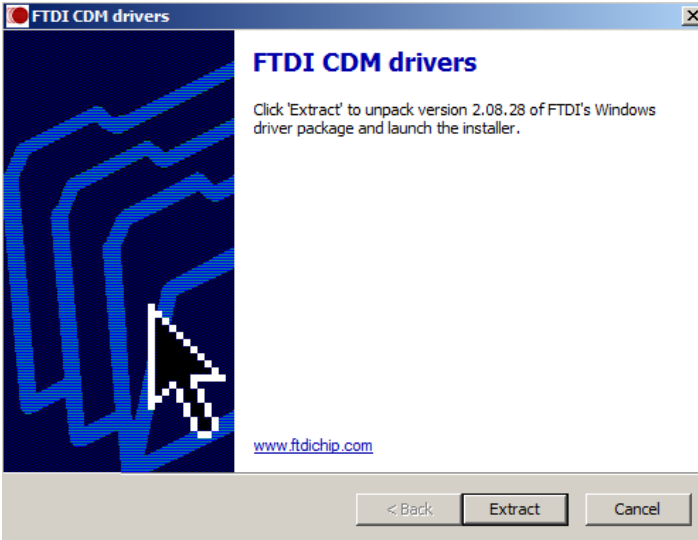 FTDI CDM drivers
FTDI CDM drivers
Click 'Extract' to unpack version 2.08.28 of FTDI's Windows
driver package and launch the installer.
www.ftdichip.com
< Back
Extract
Cancel